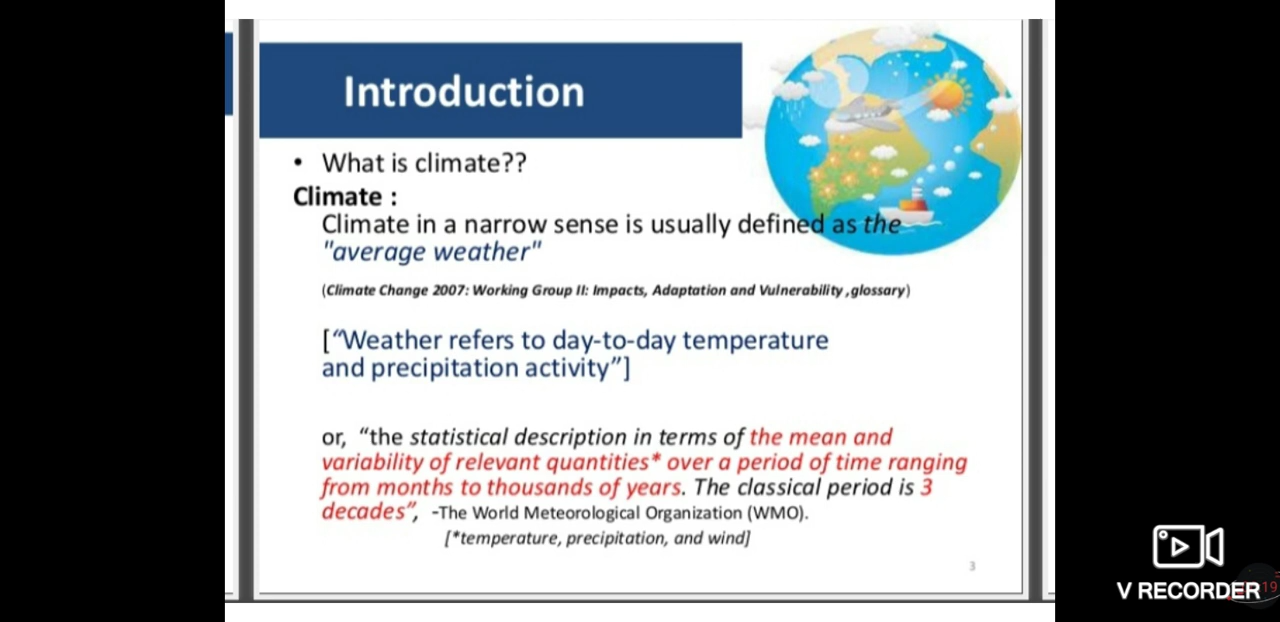 Introduction
• What is climate??
Climate :
Climate in a narrow sense is usually defined as the
"average weather"
(Climate Change 2007: Working Group II: Impacts, Adaptation and Vulnerability ,glossary)
[“Weather refers to day-to-day temperature
and precipitation activity”]
or, “the statistical description in terms of the mean and
variability of relevant quantities* over a period of time ranging
from months to thousands of years. The classical period is 3
decades”, -The World Meteorological Organization (WMO).
[*temperature, precipitation, and wind]
3
V RECORDER